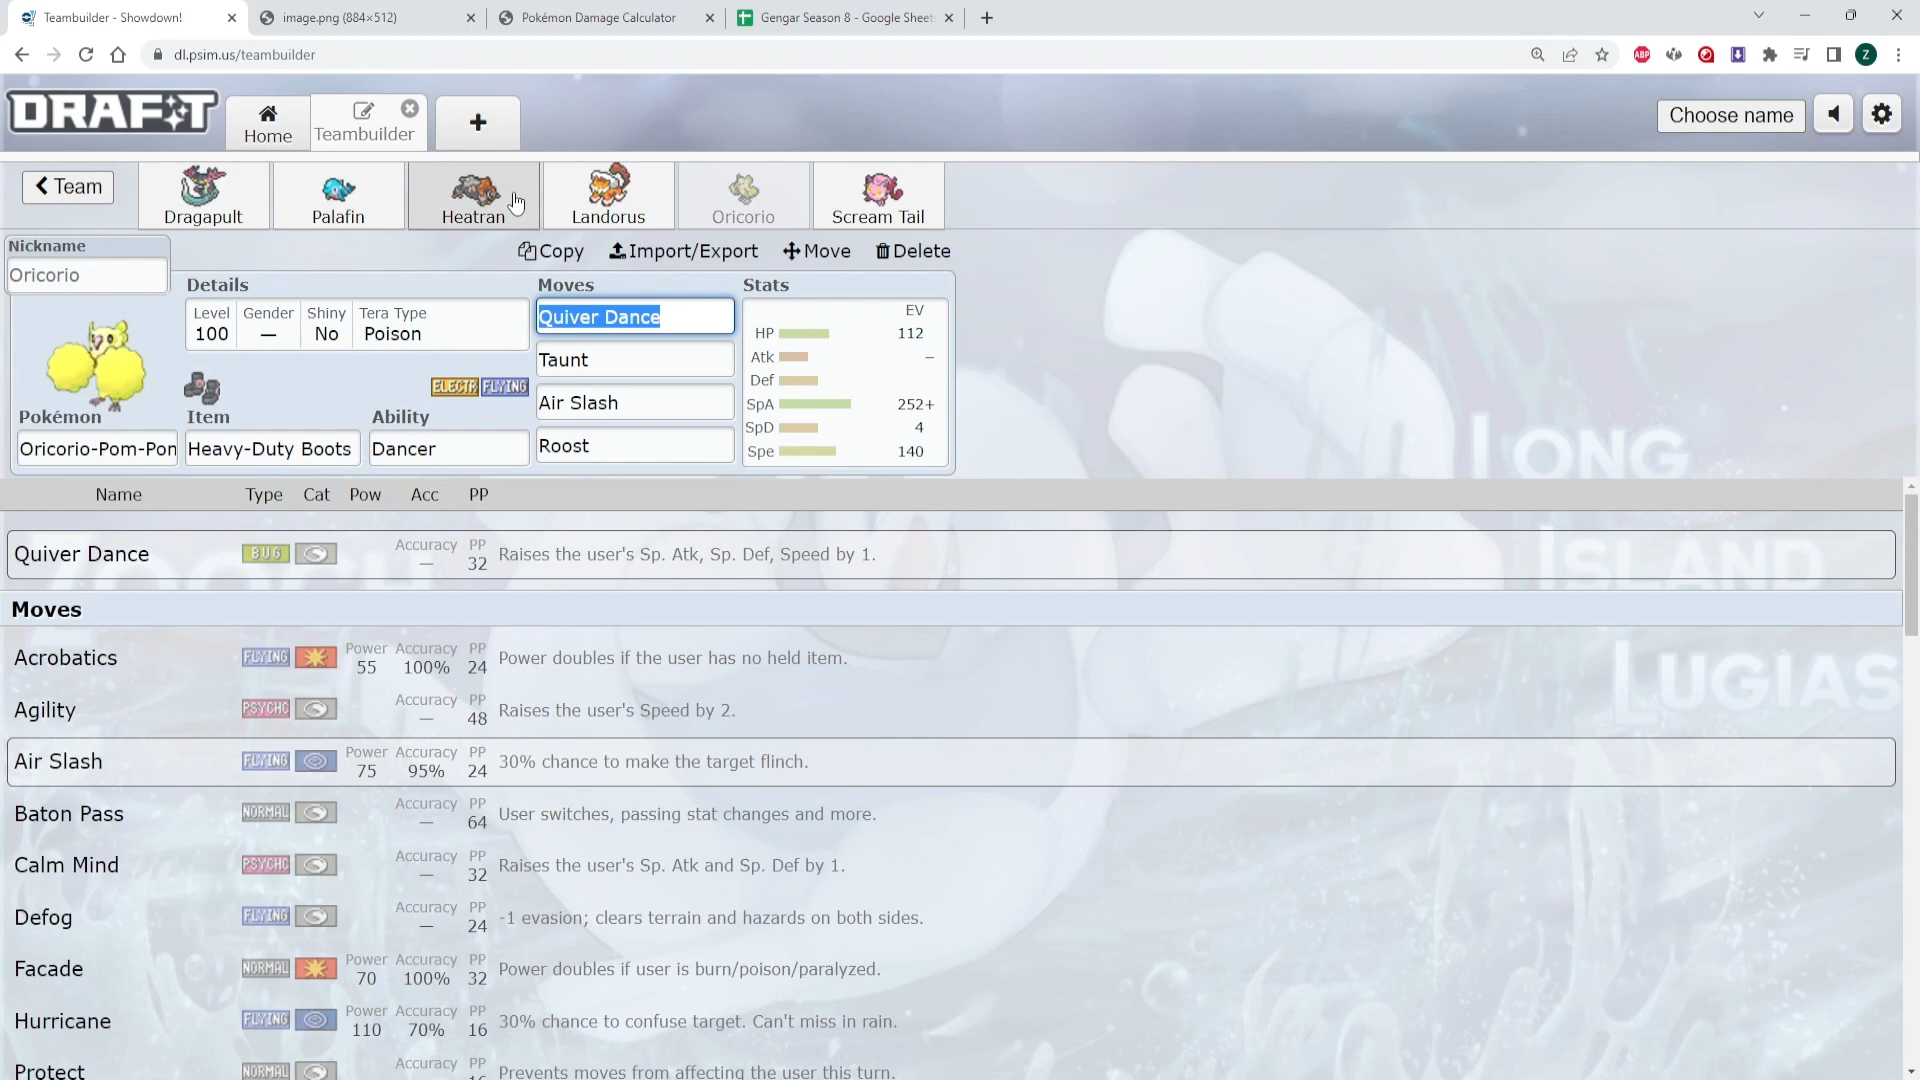 Teambuilder - Showdown!
image.png (884×512)
Pokémon Damage Calculator
Gengar Season 8 - Google Sheet
dl.psim.us/teambuilder
ABP
Z
DRAFT
Home
Teambuilder
+
Choose name
Team
Dragapult
Palafin
Heatran
Landorus
Oricorio
Scream Tail
Nickname
Oricorio
Copy
Import/Export
Move
Delete
Details
Level
100
Gender
—
Shiny
No
Tera Type
Poison
ELECTR
FLYING
Pokémon
Oricorio-Pom-Pon
Item
Heavy-Duty Boots
Ability
Dancer
Moves
Quiver Dance
Taunt
Air Slash
Roost
Stats
EV
HP 112
Atk –
Def
SpA 252+
SpD 4
Spe 140
Name Type Cat Pow Acc PP
Quiver Dance BUG Accuracy — PP 32 Raises the user's Sp. Atk, Sp. Def, Speed by 1.
Moves
Acrobatics FLYING Power 55 Accuracy 100% PP 24 Power doubles if the user has no held item.
Agility PSYCHC Accuracy — PP 48 Raises the user's Speed by 2.
Air Slash FLYING Power 75 Accuracy 95% PP 24 30% chance to make the target flinch.
Baton Pass NORMAL Accuracy — PP 64 User switches, passing stat changes and more.
Calm Mind PSYCHC Accuracy — PP 32 Raises the user's Sp. Atk and Sp. Def by 1.
Defog FLYING Accuracy — PP 24 -1 evasion; clears terrain and hazards on both sides.
Facade NORMAL Power 70 Accuracy 100% PP 32 Power doubles if user is burn/poison/paralyzed.
Hurricane FLYING Power 110 Accuracy 70% PP 16 30% chance to confuse target. Can't miss in rain.
Protect NORMAL Accuracy PP Prevents moves from affecting the user this turn.
LONG
ISLAND
LUGIAS